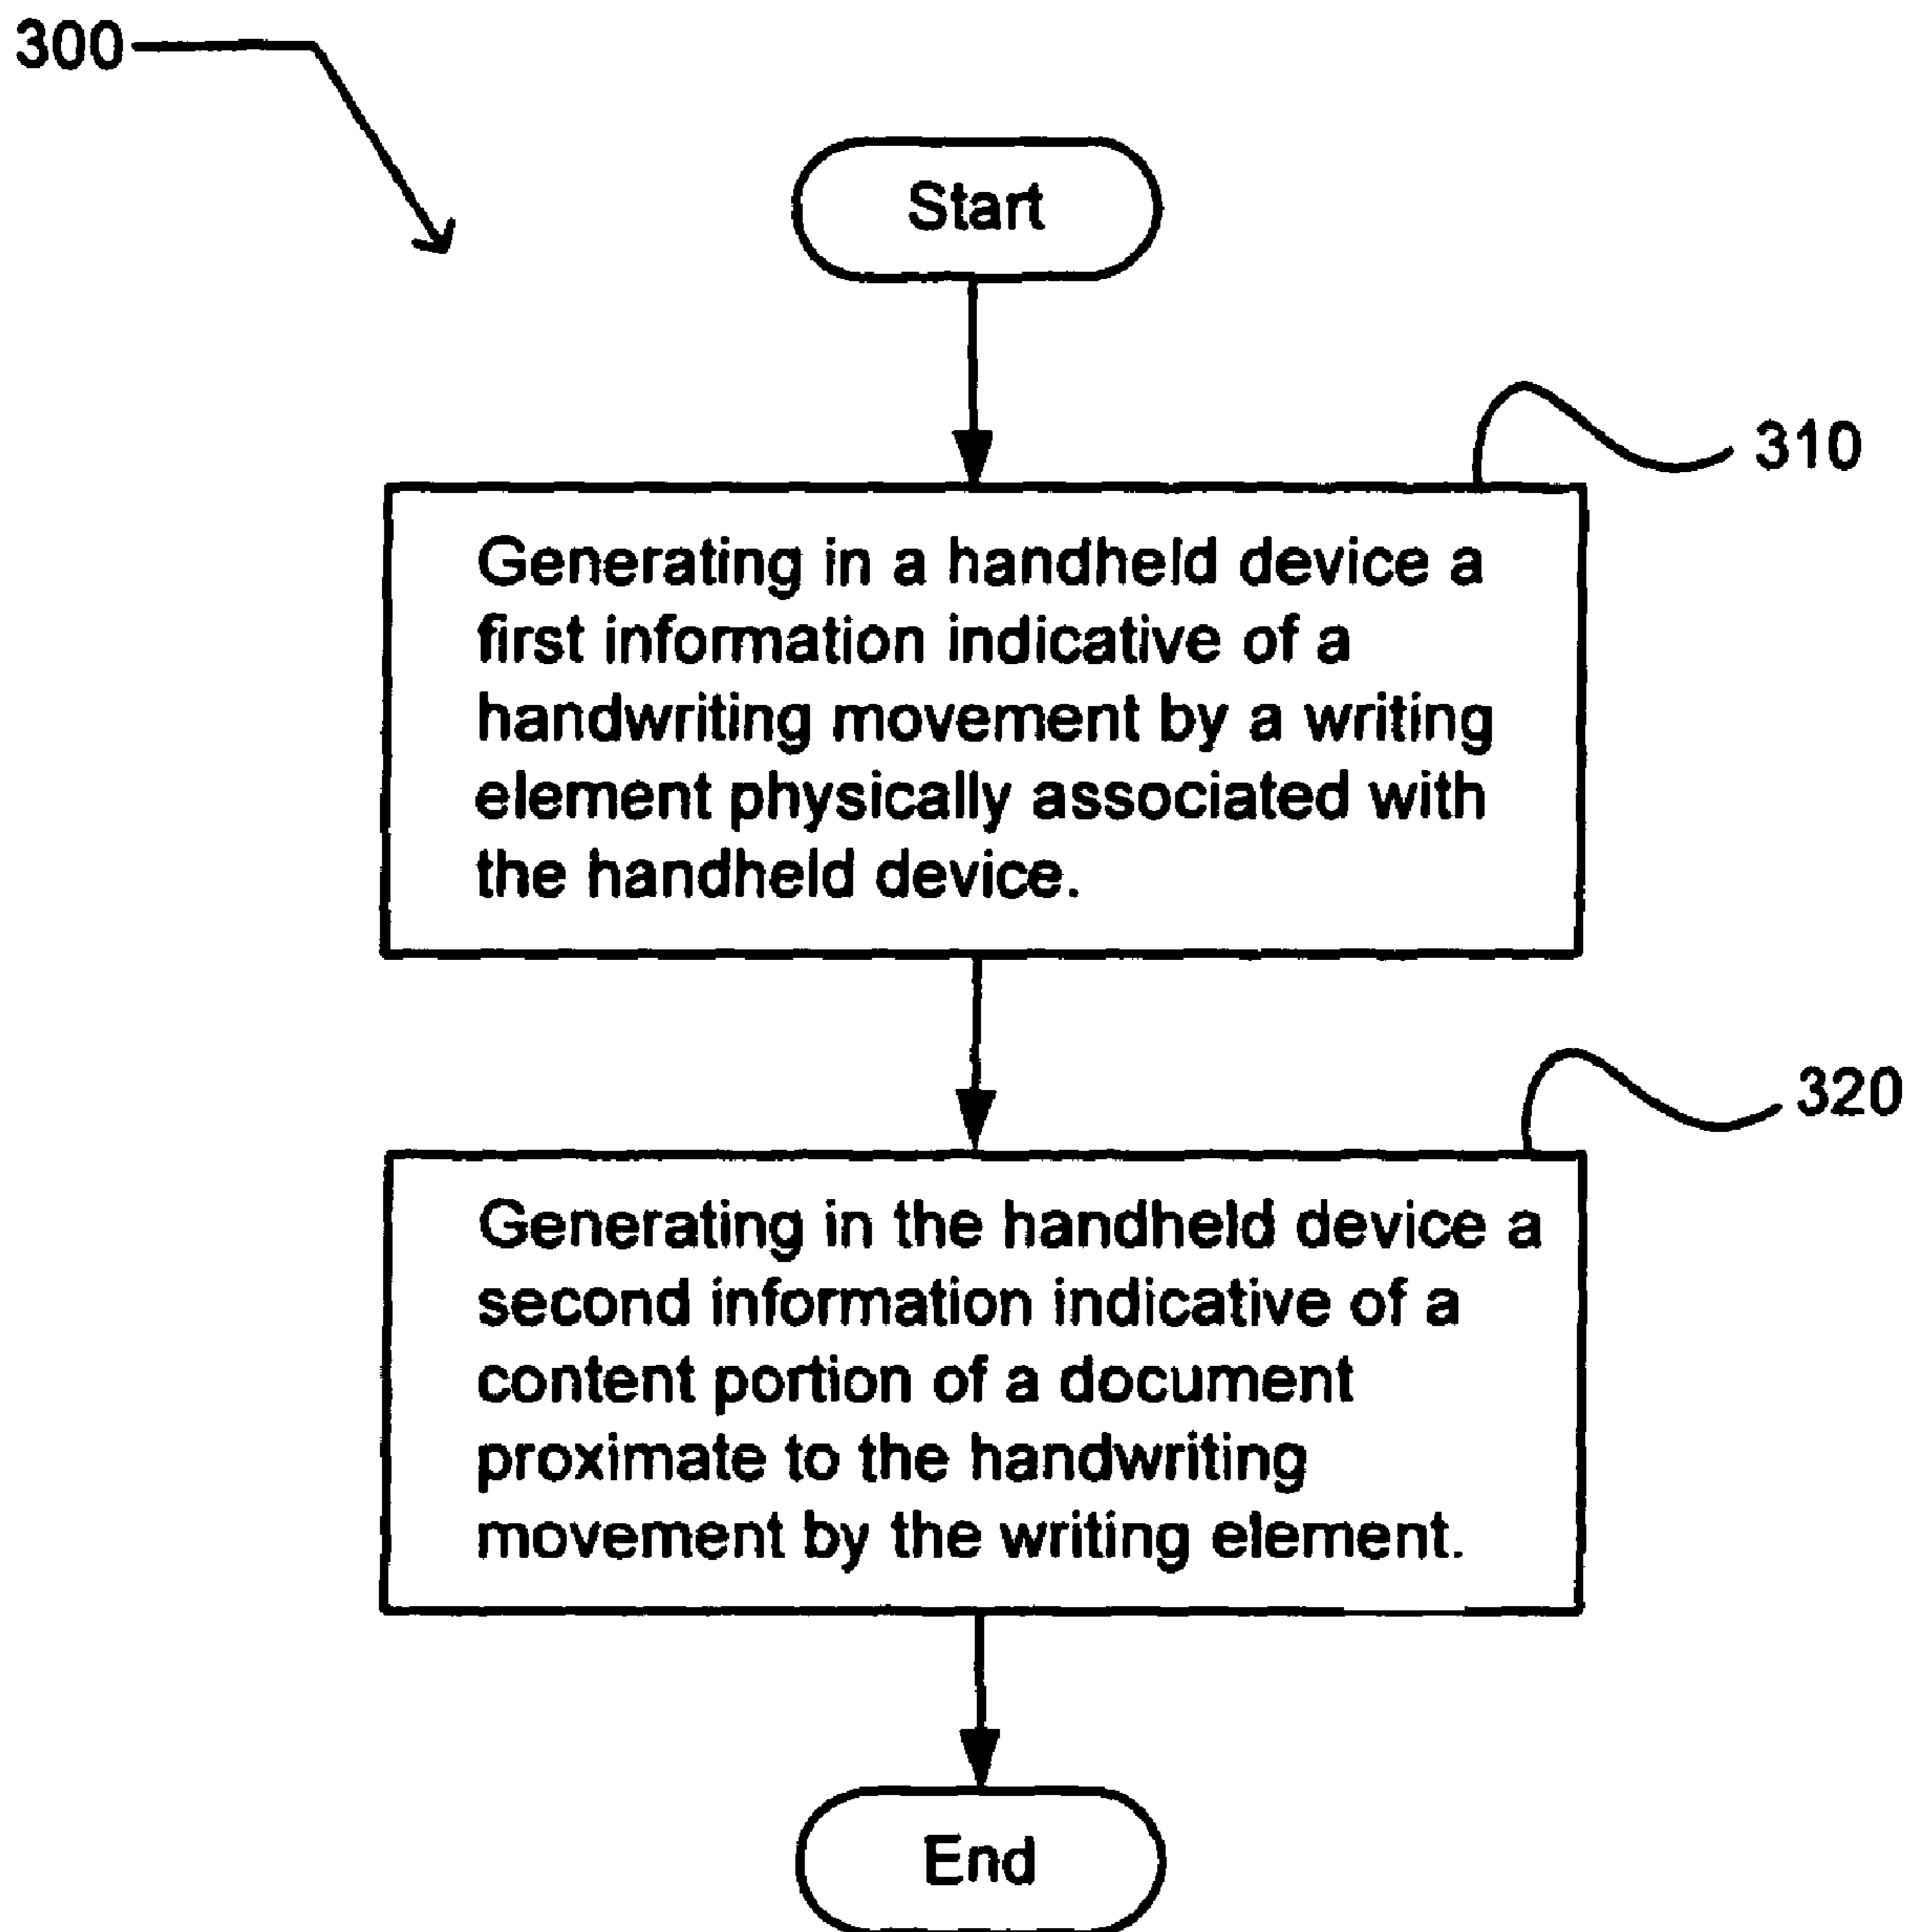 300
Start
310
Generating in a handheld device a
first information indicative of a
handwriting movement by a writing
element physically associated with
the handheld device.
320
Generating in the handheld device a
second information indicative of a
content portion of a document
proximate to the handwriting
movement by the writing element.
End